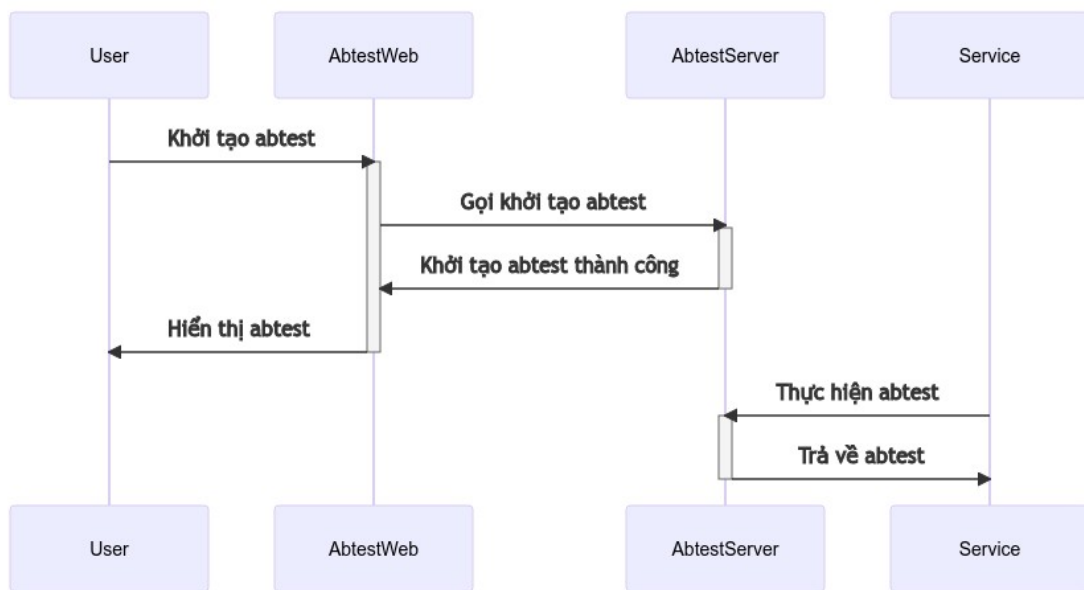 User
AbtestWeb
AbtestServer
Service
Khởi tạo abtest
Gọi khởi tạo abtest
Khởi tạo abtest thành công
Hiển thị abtest
Thực hiện abtest
Trả về abtest
User
AbtestWeb
AbtestServer
Service